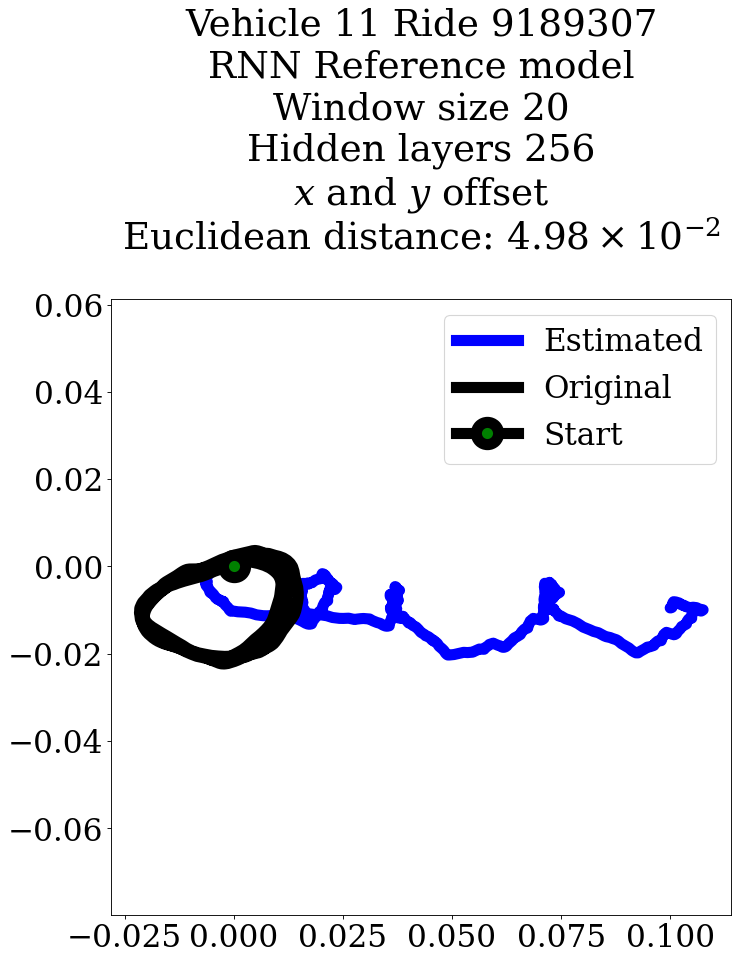 Vehicle 11 Ride 9189307
RNN Reference model
Window size 20
Hidden layers 256
x and y offset
Euclidean distance: 4.98 × 10⁻²
0.06
0.04
0.02
0.00
−0.02
−0.04
−0.06
Estimated
Original
Start
−0.025 0.000 0.025 0.050 0.075 0.100